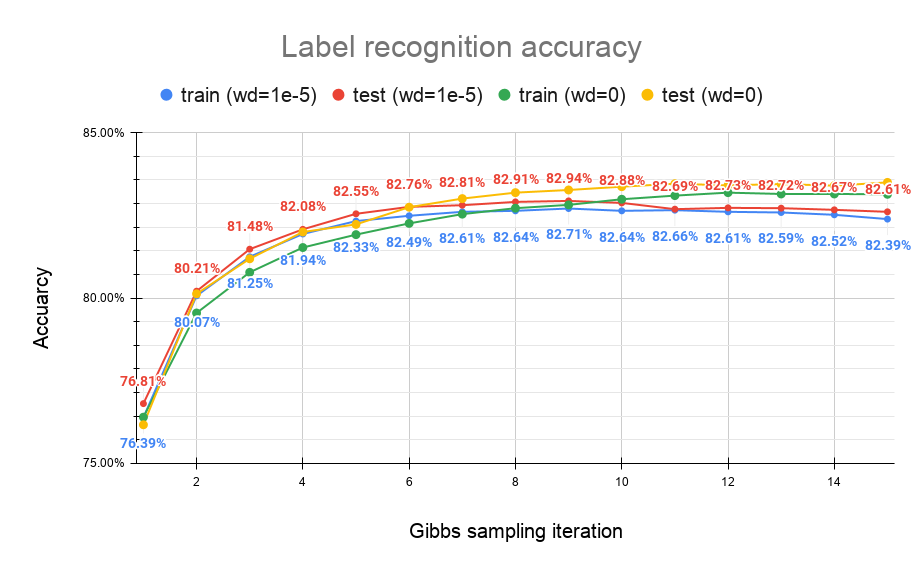 Label recognition accuracy
train (wd=1e-5) test (wd=1e-5) train (wd=0) test (wd=0)
85.00%
80.00%
75.00%
Accuarcy
76.81% 80.21% 81.48% 82.08% 82.55% 82.76% 82.81% 82.91% 82.94% 82.88% 82.69% 82.73% 82.72% 82.67% 82.61%
76.39% 80.07% 81.25% 81.94% 82.33% 82.49% 82.61% 82.64% 82.71% 82.64% 82.66% 82.61% 82.59% 82.52% 82.39%
2 4 6 8 10 12 14
Gibbs sampling iteration